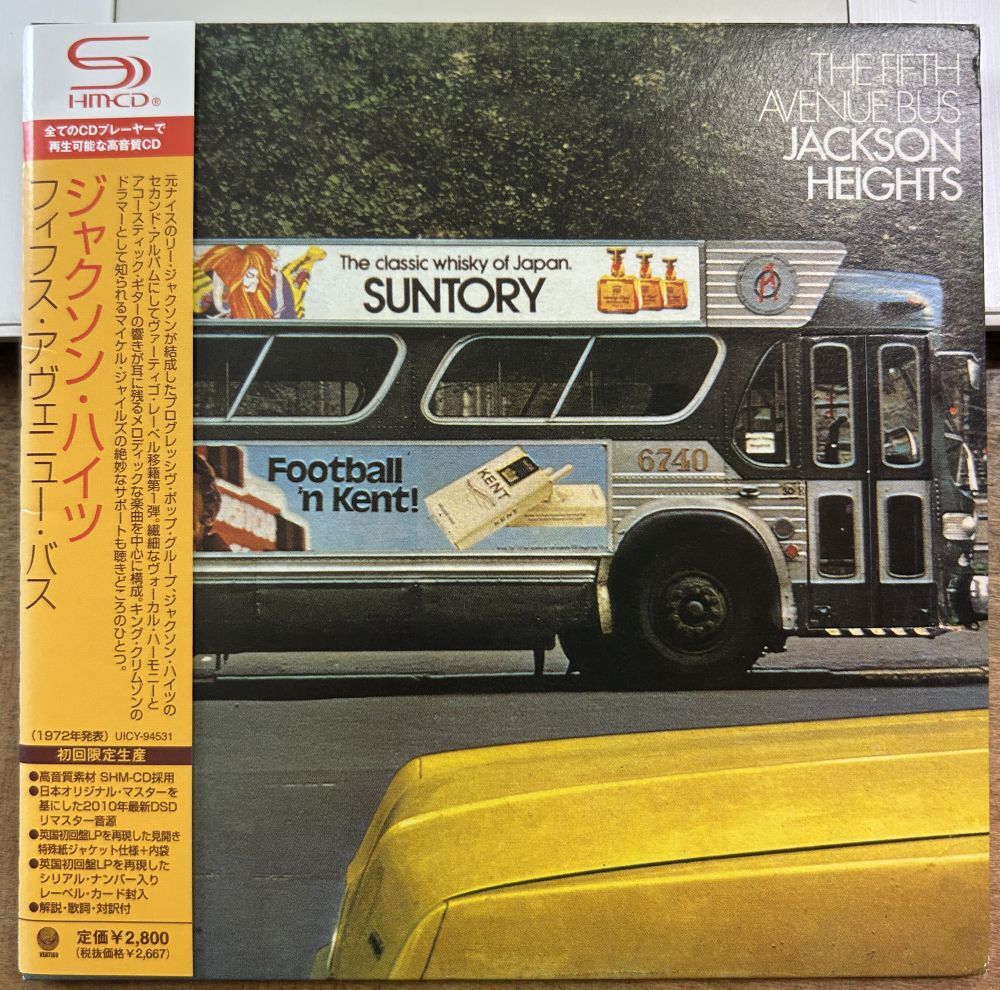 SHM-CD®
全てのCDプレーヤーで
再生可能な高音質CD
ジャクソン・ハイツ
フィフス・アヴェニュー・バス
元ナイスのリー・ジャクソンが結成したプログレッシヴ・ポップ・グループ、ジャクソン・ハイツの
セカンド・アルバムにしてヴァーティゴ・レーベル移籍第1弾。繊細なヴォーカル・ハーモニーと
アコースティック・ギターの響きが耳に残るメロディックな楽曲を中心に構成。キング・クリムゾンの
ドラマーとして知られるマイケル・ジャイルズの絶妙なサポートも聴きどころのひとつ。
(1972年発表) UICY-94531
初回限定生産
●高音質素材 SHM-CD採用
●日本オリジナル・マスターを
基にした2010年最新DSD
リマスター音源
●英国初回盤LPを再現した見開き
特殊紙ジャケット仕様+内袋
●英国初回盤LPを再現した
シリアル・ナンバー入り
レーベル・カード封入
●解説・歌詞・対訳付
VERTIGO
定価¥2,800
(税抜価格¥2,667)
THE FIFTH
AVENUE BUS
JACKSON
HEIGHTS
The classic whisky of Japan.
SUNTORY
Football
'n Kent!
KENT
6740